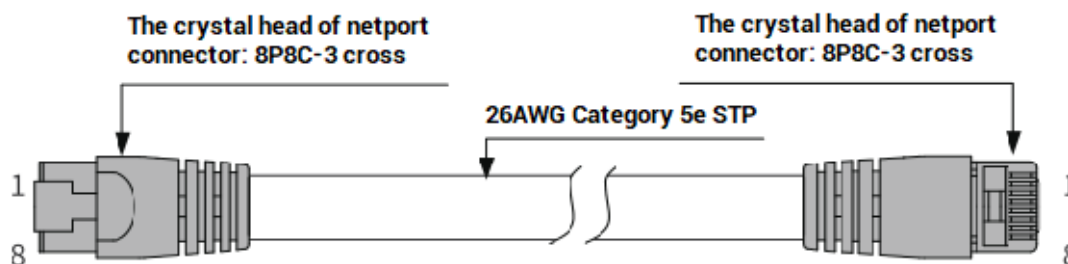 The crystal head of netport
connector: 8P8C-3 cross
The crystal head of netport
connector: 8P8C-3 cross
26AWG Category 5e STP
1
1
8
8